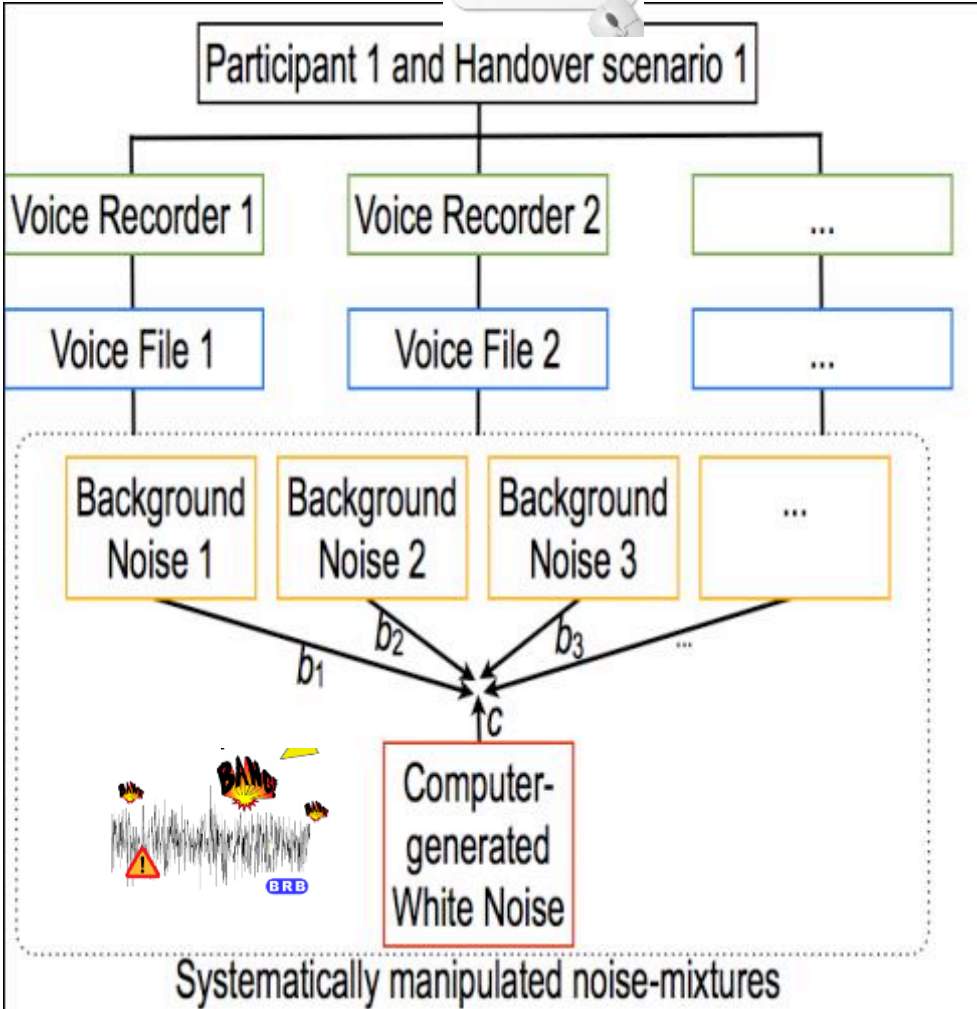 Participant 1 and Handover scenario 1
Voice Recorder 1
Voice Recorder 2
...
Voice File 1
Voice File 2
...
Background
Noise 1
Background
Noise 2
Background
Noise 3
...
b1
b2
b3
...
c
BANG!
BANG!
BANG!
!
BRB
Computer-
generated
White Noise
Systematically manipulated noise-mixtures